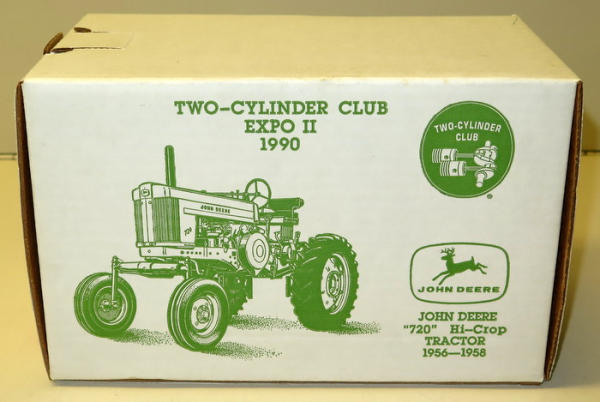 TWO-CYLINDER CLUB
EXPO II
1990
TWO-CYLINDER
CLUB
®
JOHN DEERE
720
JOHN DEERE
JOHN DEERE
"720" Hi-Crop
TRACTOR
1956—1958